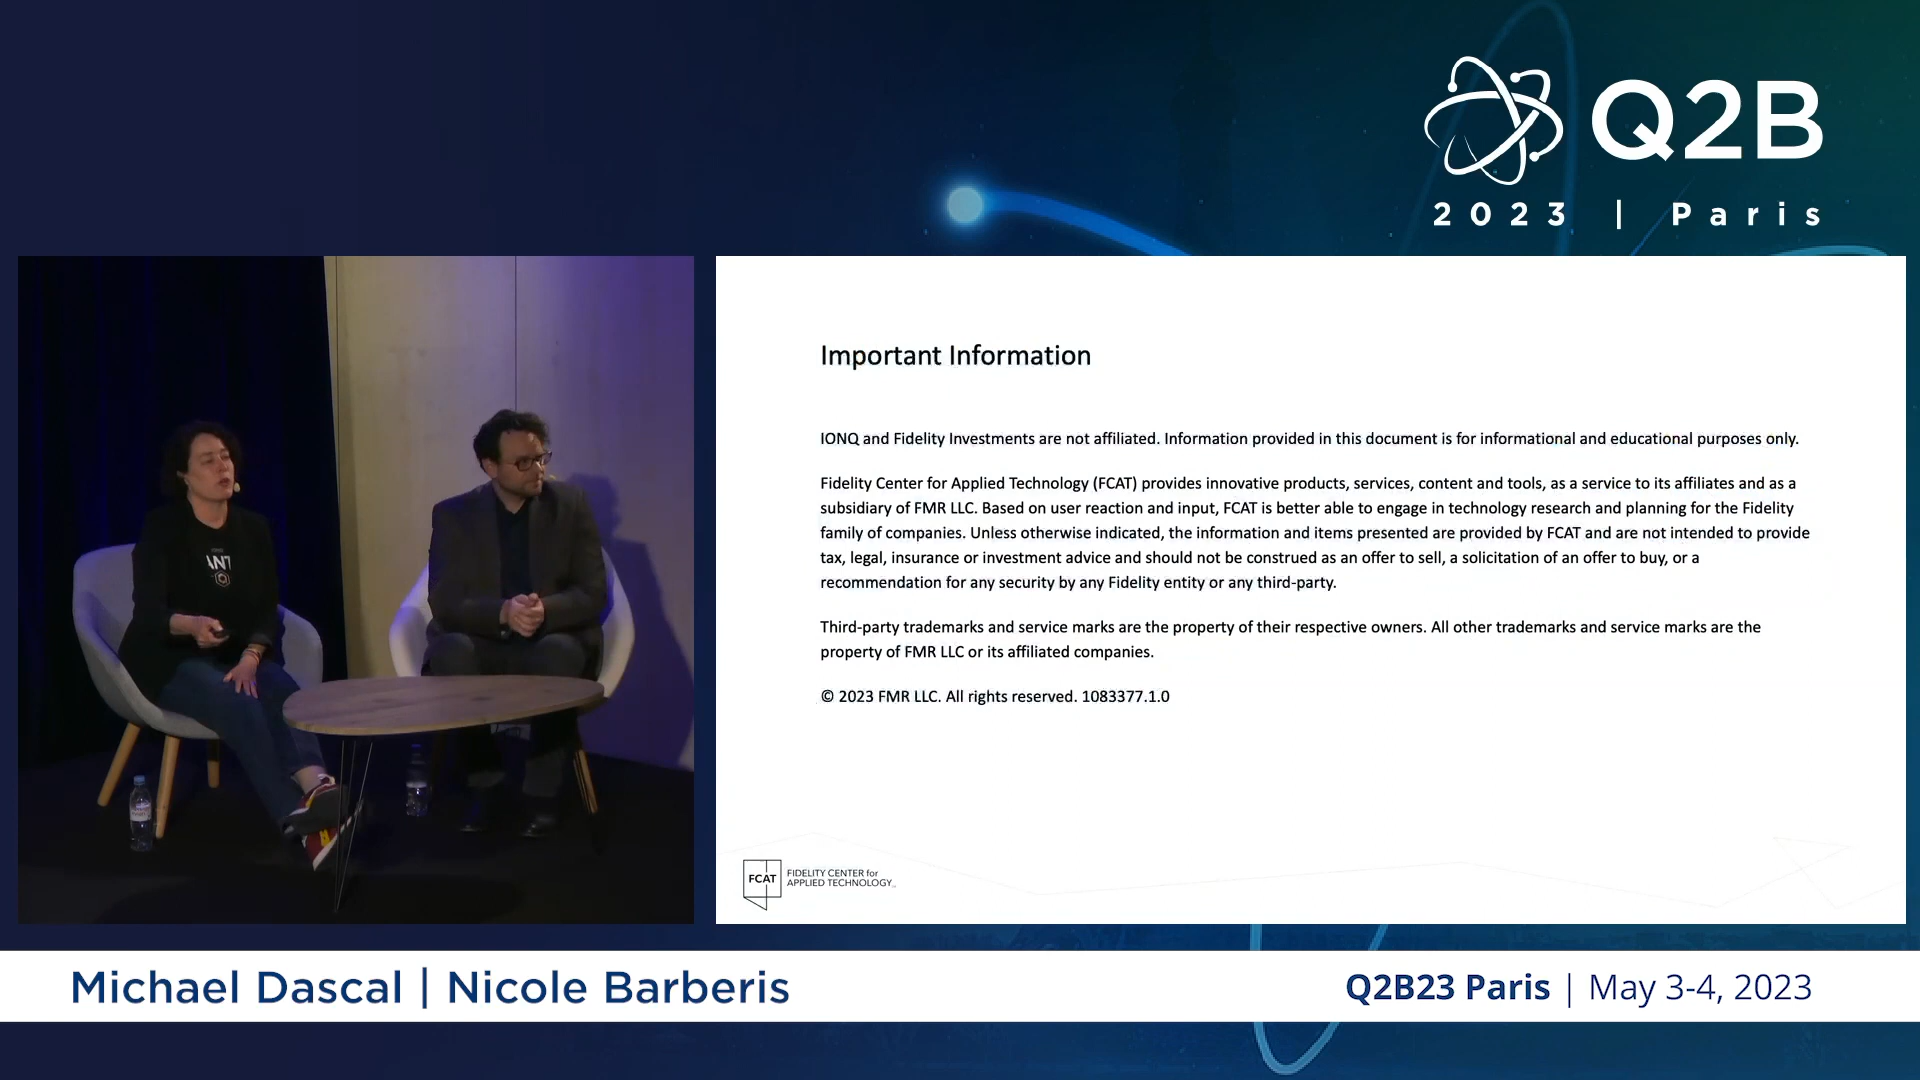 Q2B
2023 | Paris
Important Information
IONQ and Fidelity Investments are not affiliated. Information provided in this document is for informational and educational purposes only.
Fidelity Center for Applied Technology (FCAT) provides innovative products, services, content and tools, as a service to its affiliates and as a
subsidiary of FMR LLC. Based on user reaction and input, FCAT is better able to engage in technology research and planning for the Fidelity
family of companies. Unless otherwise indicated, the information and items presented are provided by FCAT and are not intended to provide
tax, legal, insurance or investment advice and should not be construed as an offer to sell, a solicitation of an offer to buy, or a
recommendation for any security by any Fidelity entity or any third-party.
Third-party trademarks and service marks are the property of their respective owners. All other trademarks and service marks are the
property of FMR LLC or its affiliated companies.
© 2023 FMR LLC. All rights reserved. 1083377.1.0
FCAT
FIDELITY CENTER for
APPLIED TECHNOLOGY
ANT
Michael Dascal | Nicole Barberis
Q2B23 Paris | May 3-4, 2023